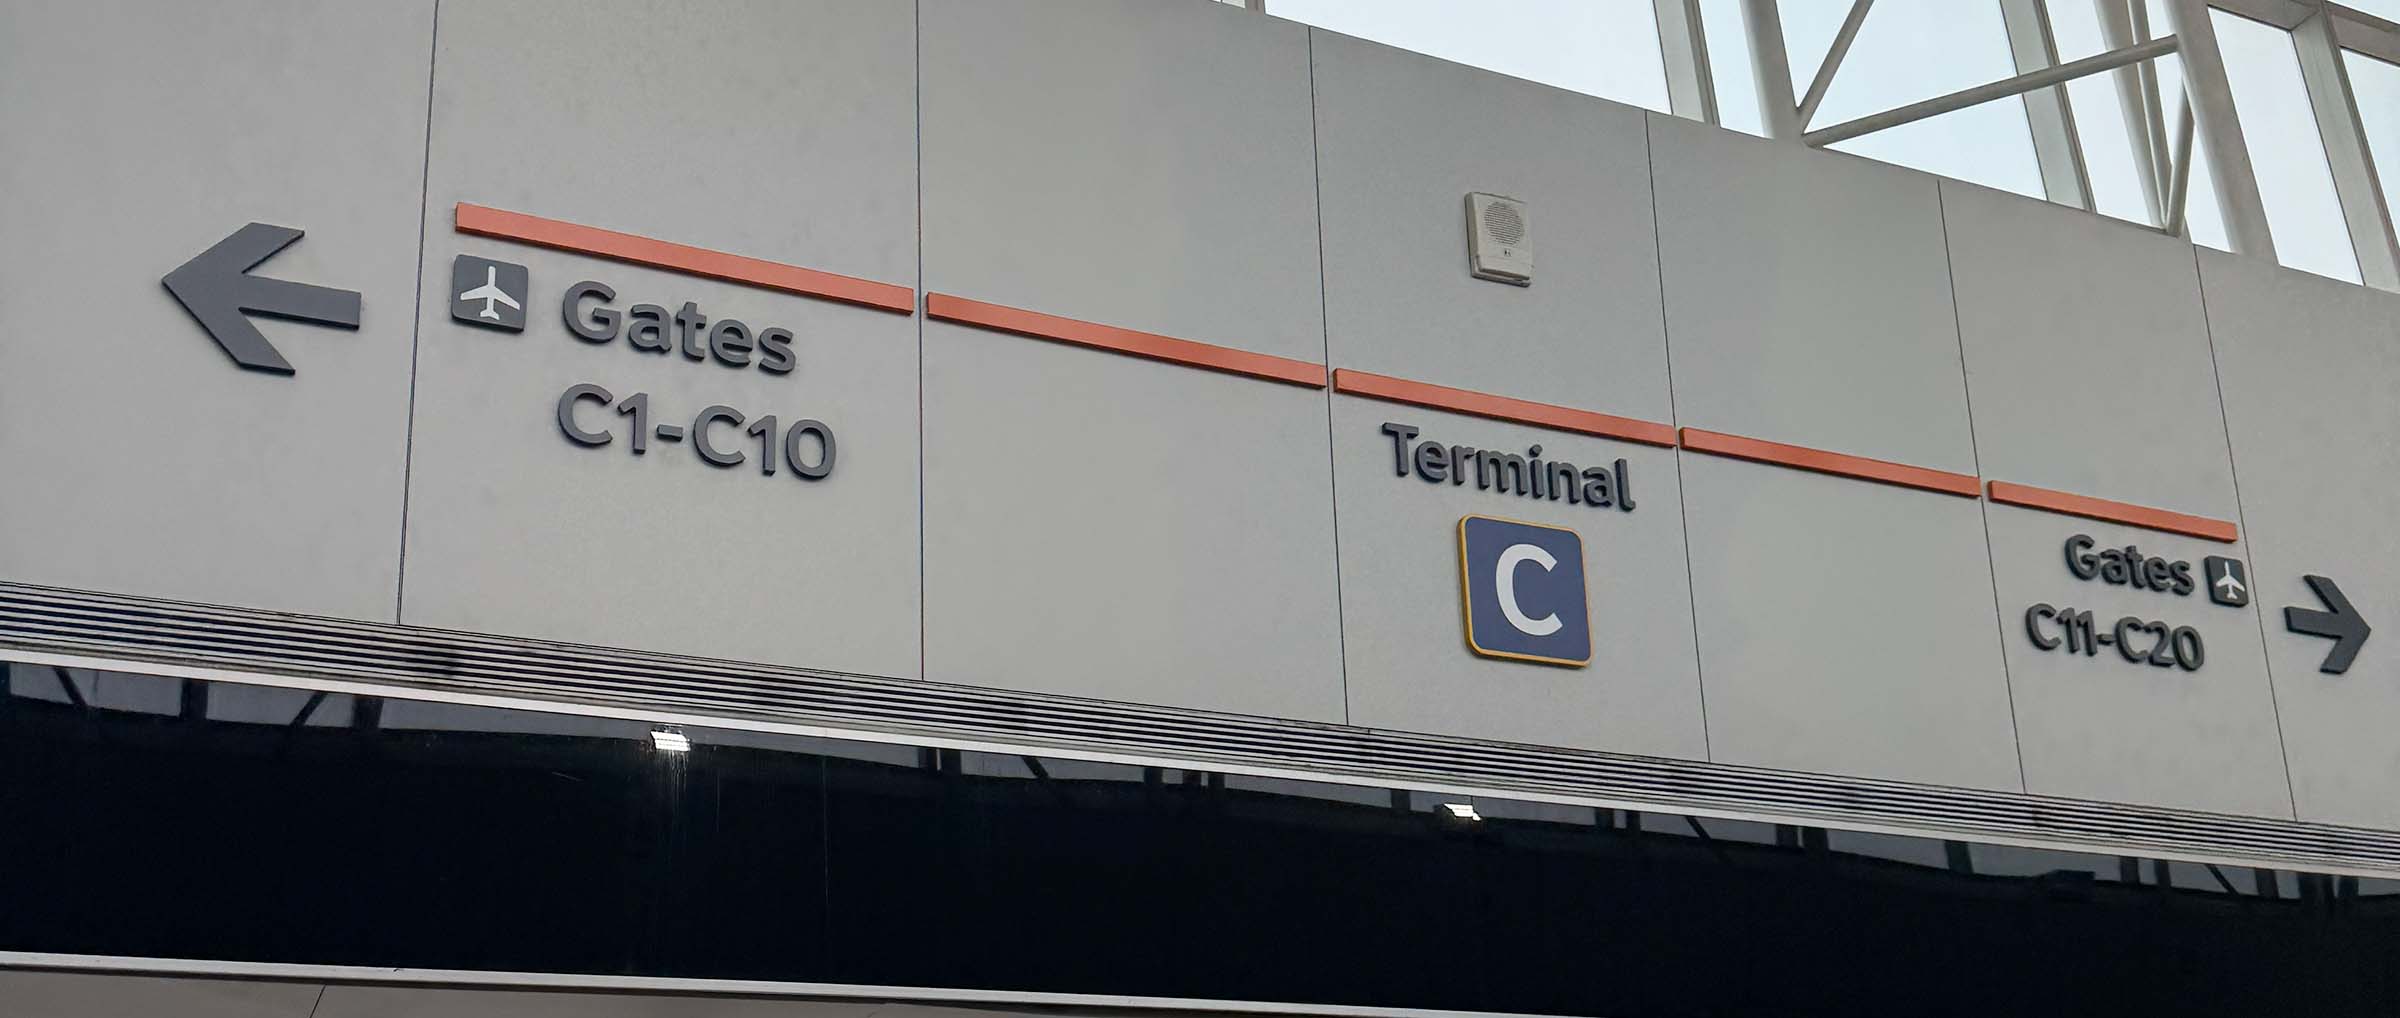 Gates
C1-C10
Terminal
C
Gates
C11-C20